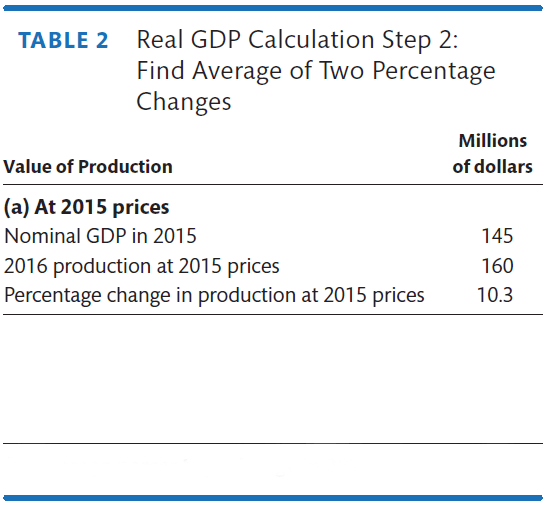 TABLE 2 Real GDP Calculation Step 2:
Find Average of Two Percentage
Changes
Millions
Value of Production of dollars
(a) At 2015 prices
Nominal GDP in 2015 145
2016 production at 2015 prices 160
Percentage change in production at 2015 prices 10.3